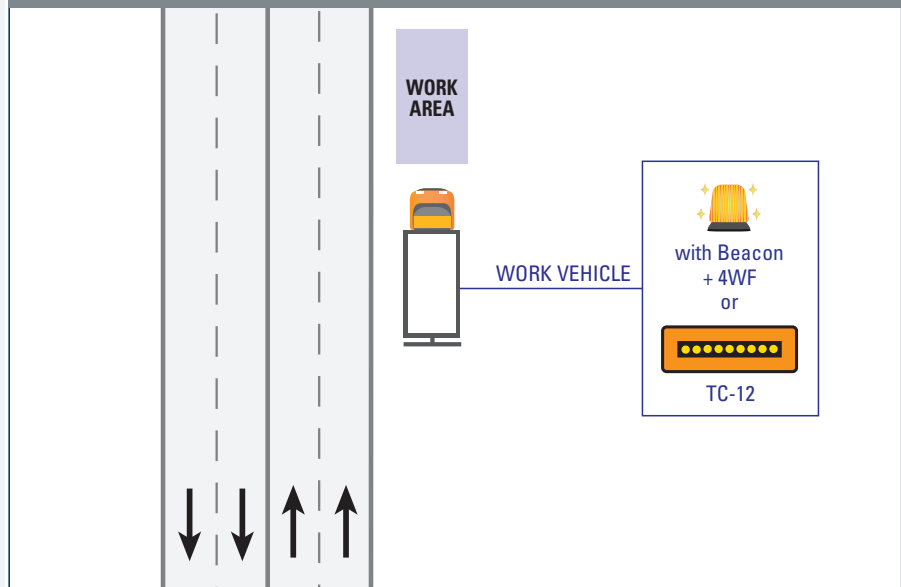 WORK
AREA
WORK VEHICLE
with Beacon
+ 4WF
or
TC-12